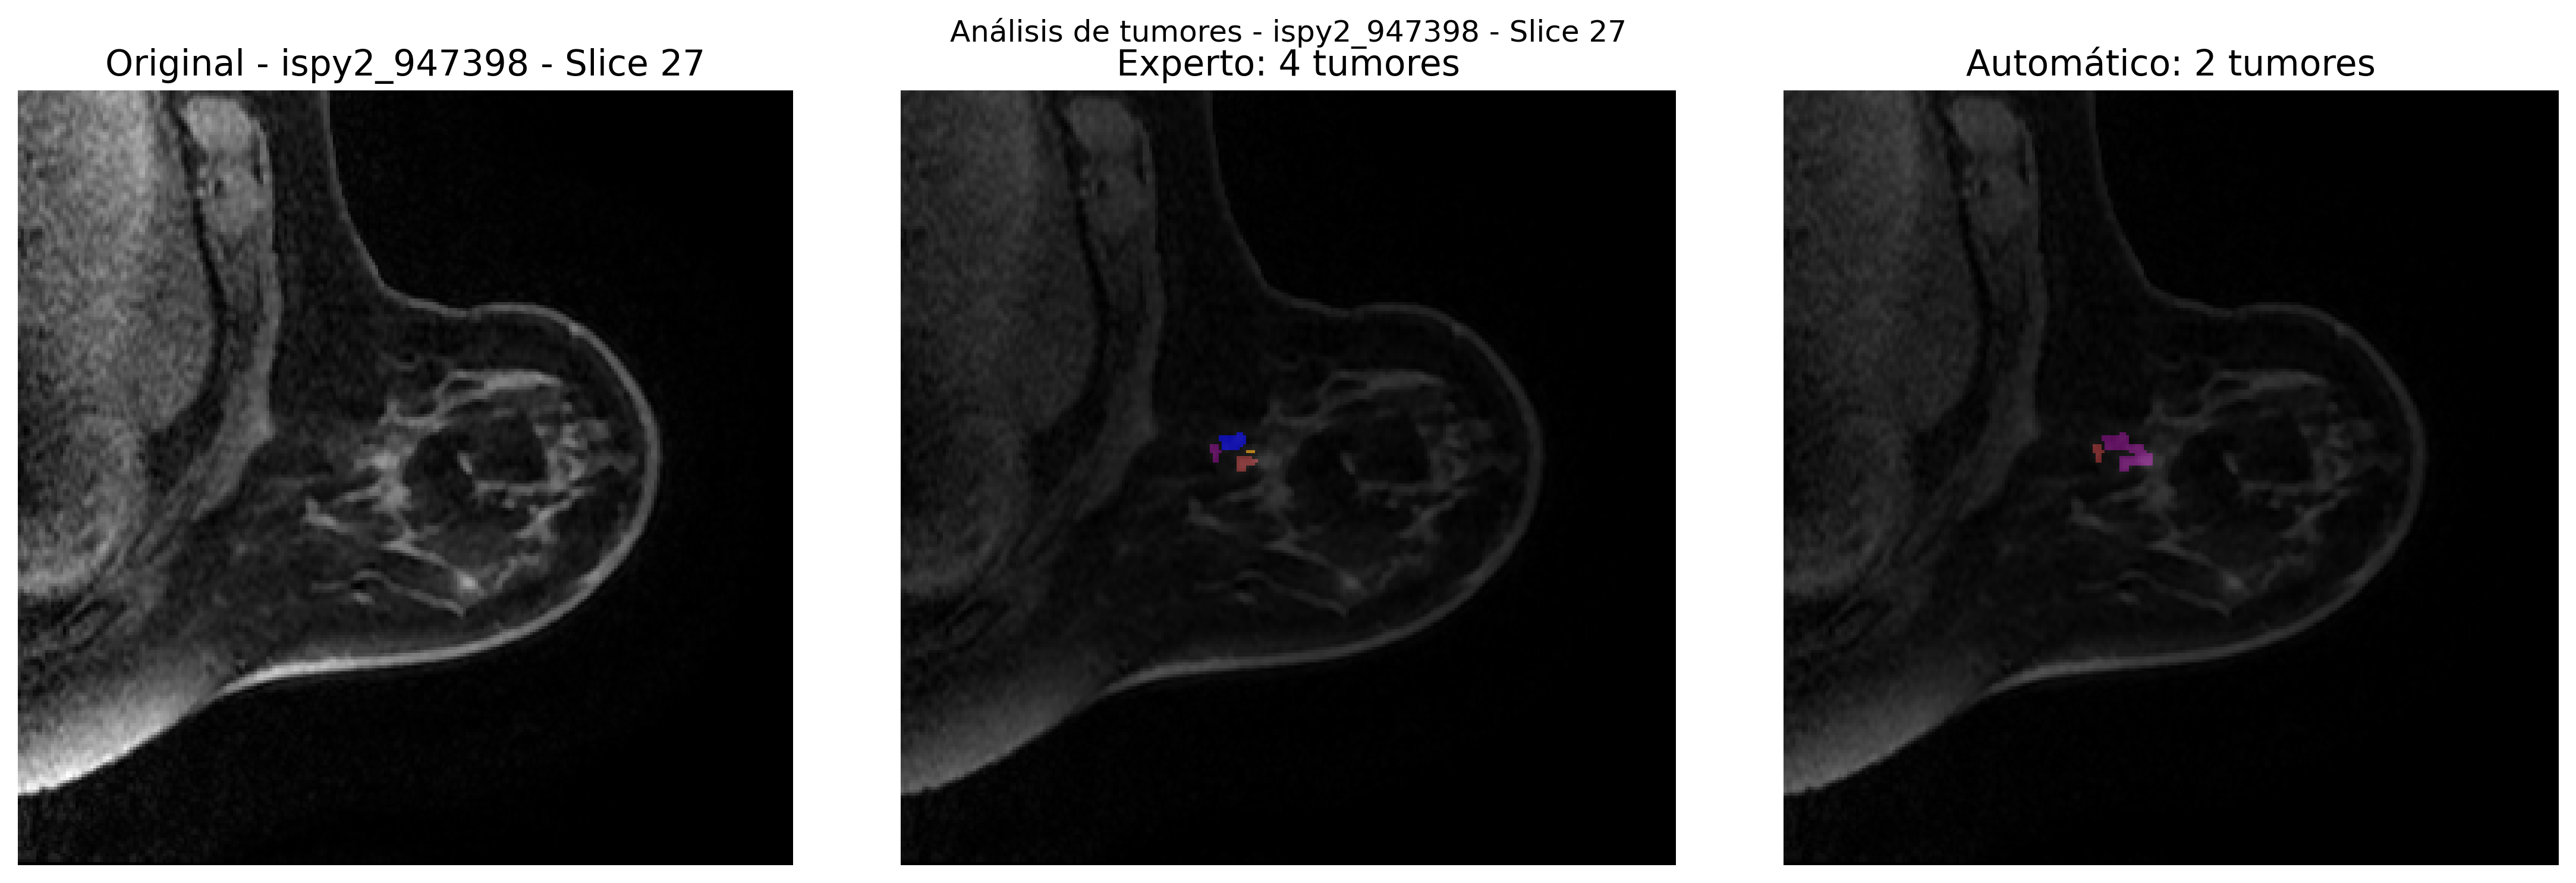 Análisis de tumores - ispy2_947398 - Slice 27
Original - ispy2_947398 - Slice 27
Experto: 4 tumores
Automático: 2 tumores